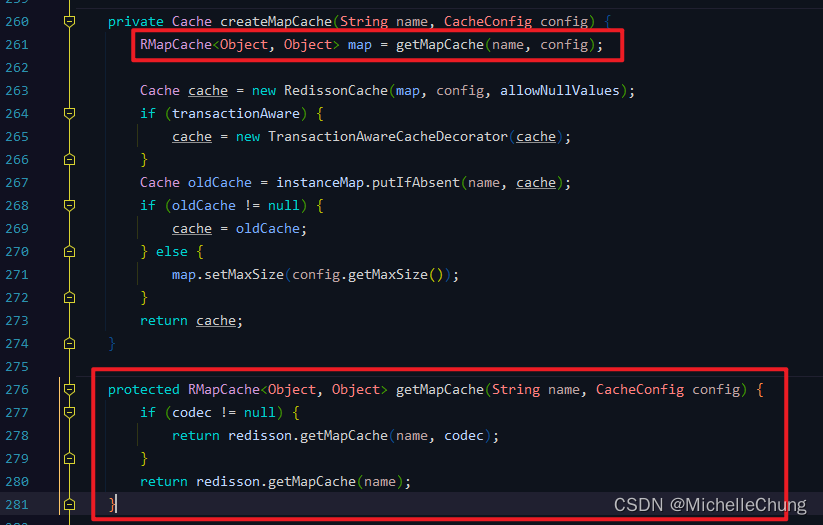 260 private Cache createMapCache(String name, CacheConfig config) {
261 RMapCache<Object, Object> map = getMapCache(name, config);
262
263 Cache cache = new RedissonCache(map, config, allowNullValues);
264 if (transactionAware) {
265 cache = new TransactionAwareCacheDecorator(cache);
266 }
267 Cache oldCache = instanceMap.putIfAbsent(name, cache);
268 if (oldCache != null) {
269 cache = oldCache;
270 } else {
271 map.setMaxSize(config.getMaxSize());
272 }
273 return cache;
274 }
275
276 protected RMapCache<Object, Object> getMapCache(String name, CacheConfig config) {
277 if (codec != null) {
278 return redisson.getMapCache(name, codec);
279 }
280 return redisson.getMapCache(name);
281 }
CSDN @MichelleChung